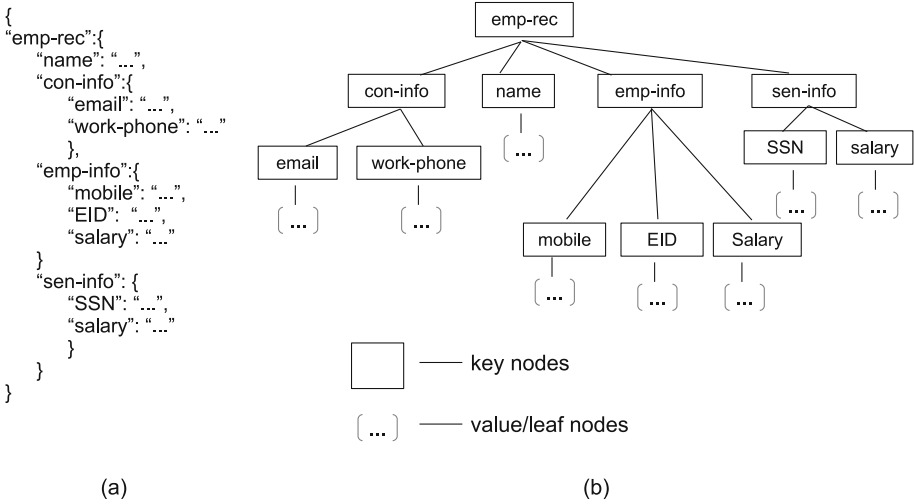 {
“emp-rec”:{
“name”: “...”,
“con-info”:{
“email”: “...”,
“work-phone”: “...”
},
“emp-info”:{
“mobile”: “...”,
“EID”: “...”,
“salary”: “...”
}
“sen-info”: {
“SSN”: “...”,
“salary”: “...”
}
}
}
(a)
emp-rec
con-info name emp-info sen-info
[...] SSN salary
email work-phone
[...] [...] [...] [...]
mobile EID Salary
[...] [...] [...]
key nodes
[...] value/leaf nodes
(b)